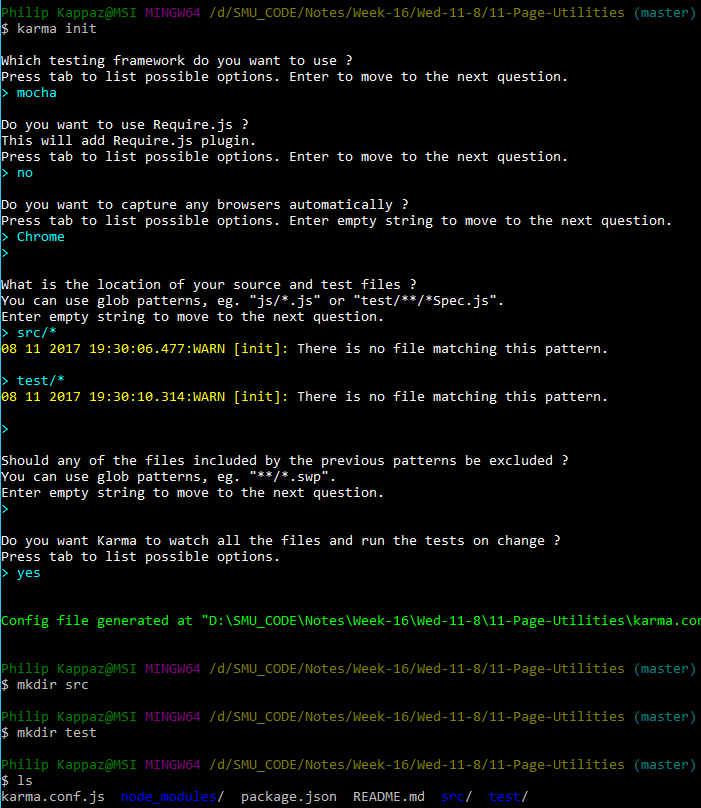 Philip Kappaz@MSI MINGW64 /d/SMU_CODE/Notes/Week-16/Wed-11-8/11-Page-Utilities (master)
$ karma init
Which testing framework do you want to use ?
Press tab to list possible options. Enter to move to the next question.
> mocha
Do you want to use Require.js ?
This will add Require.js plugin.
Press tab to list possible options. Enter to move to the next question.
> no
Do you want to capture any browsers automatically ?
Press tab to list possible options. Enter empty string to move to the next question.
> Chrome
>
What is the location of your source and test files ?
You can use glob patterns, eg. "js/*.js" or "test/**/*Spec.js".
Enter empty string to move to the next question.
> src/*
08 11 2017 19:30:06.477:WARN [init]: There is no file matching this pattern.
> test/*
08 11 2017 19:30:10.314:WARN [init]: There is no file matching this pattern.
>
Should any of the files included by the previous patterns be excluded ?
You can use glob patterns, eg. "**/*.swp".
Enter empty string to move to the next question.
>
Do you want Karma to watch all the files and run the tests on change ?
Press tab to list possible options.
> yes
Config file generated at "D:\SMU_CODE\Notes\Week-16\Wed-11-8\11-Page-Utilities\karma.con
Philip Kappaz@MSI MINGW64 /d/SMU_CODE/Notes/Week-16/Wed-11-8/11-Page-Utilities (master)
$ mkdir src
Philip Kappaz@MSI MINGW64 /d/SMU_CODE/Notes/Week-16/Wed-11-8/11-Page-Utilities (master)
$ mkdir test
Philip Kappaz@MSI MINGW64 /d/SMU_CODE/Notes/Week-16/Wed-11-8/11-Page-Utilities (master)
$ ls
karma.conf.js node_modules/ package.json README.md src/ test/